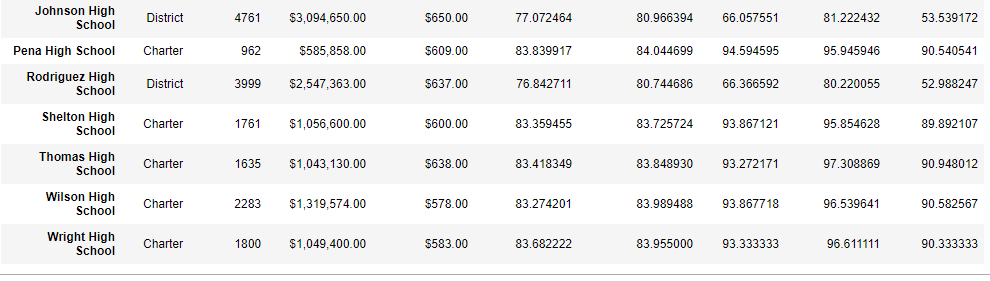 Johnson High School District 4761 $3,094,650.00 $650.00 77.072464 80.966394 66.057551 81.222432 53.539172
Pena High School Charter 962 $585,858.00 $609.00 83.839917 84.044699 94.594595 95.945946 90.540541
Rodriguez High School District 3999 $2,547,363.00 $637.00 76.842711 80.744686 66.366592 80.220055 52.988247
Shelton High School Charter 1761 $1,056,600.00 $600.00 83.359455 83.725724 93.867121 95.854628 89.892107
Thomas High School Charter 1635 $1,043,130.00 $638.00 83.418349 83.848930 93.272171 97.308869 90.948012
Wilson High School Charter 2283 $1,319,574.00 $578.00 83.274201 83.989488 93.867718 96.539641 90.582567
Wright High School Charter 1800 $1,049,400.00 $583.00 83.682222 83.955000 93.333333 96.611111 90.333333